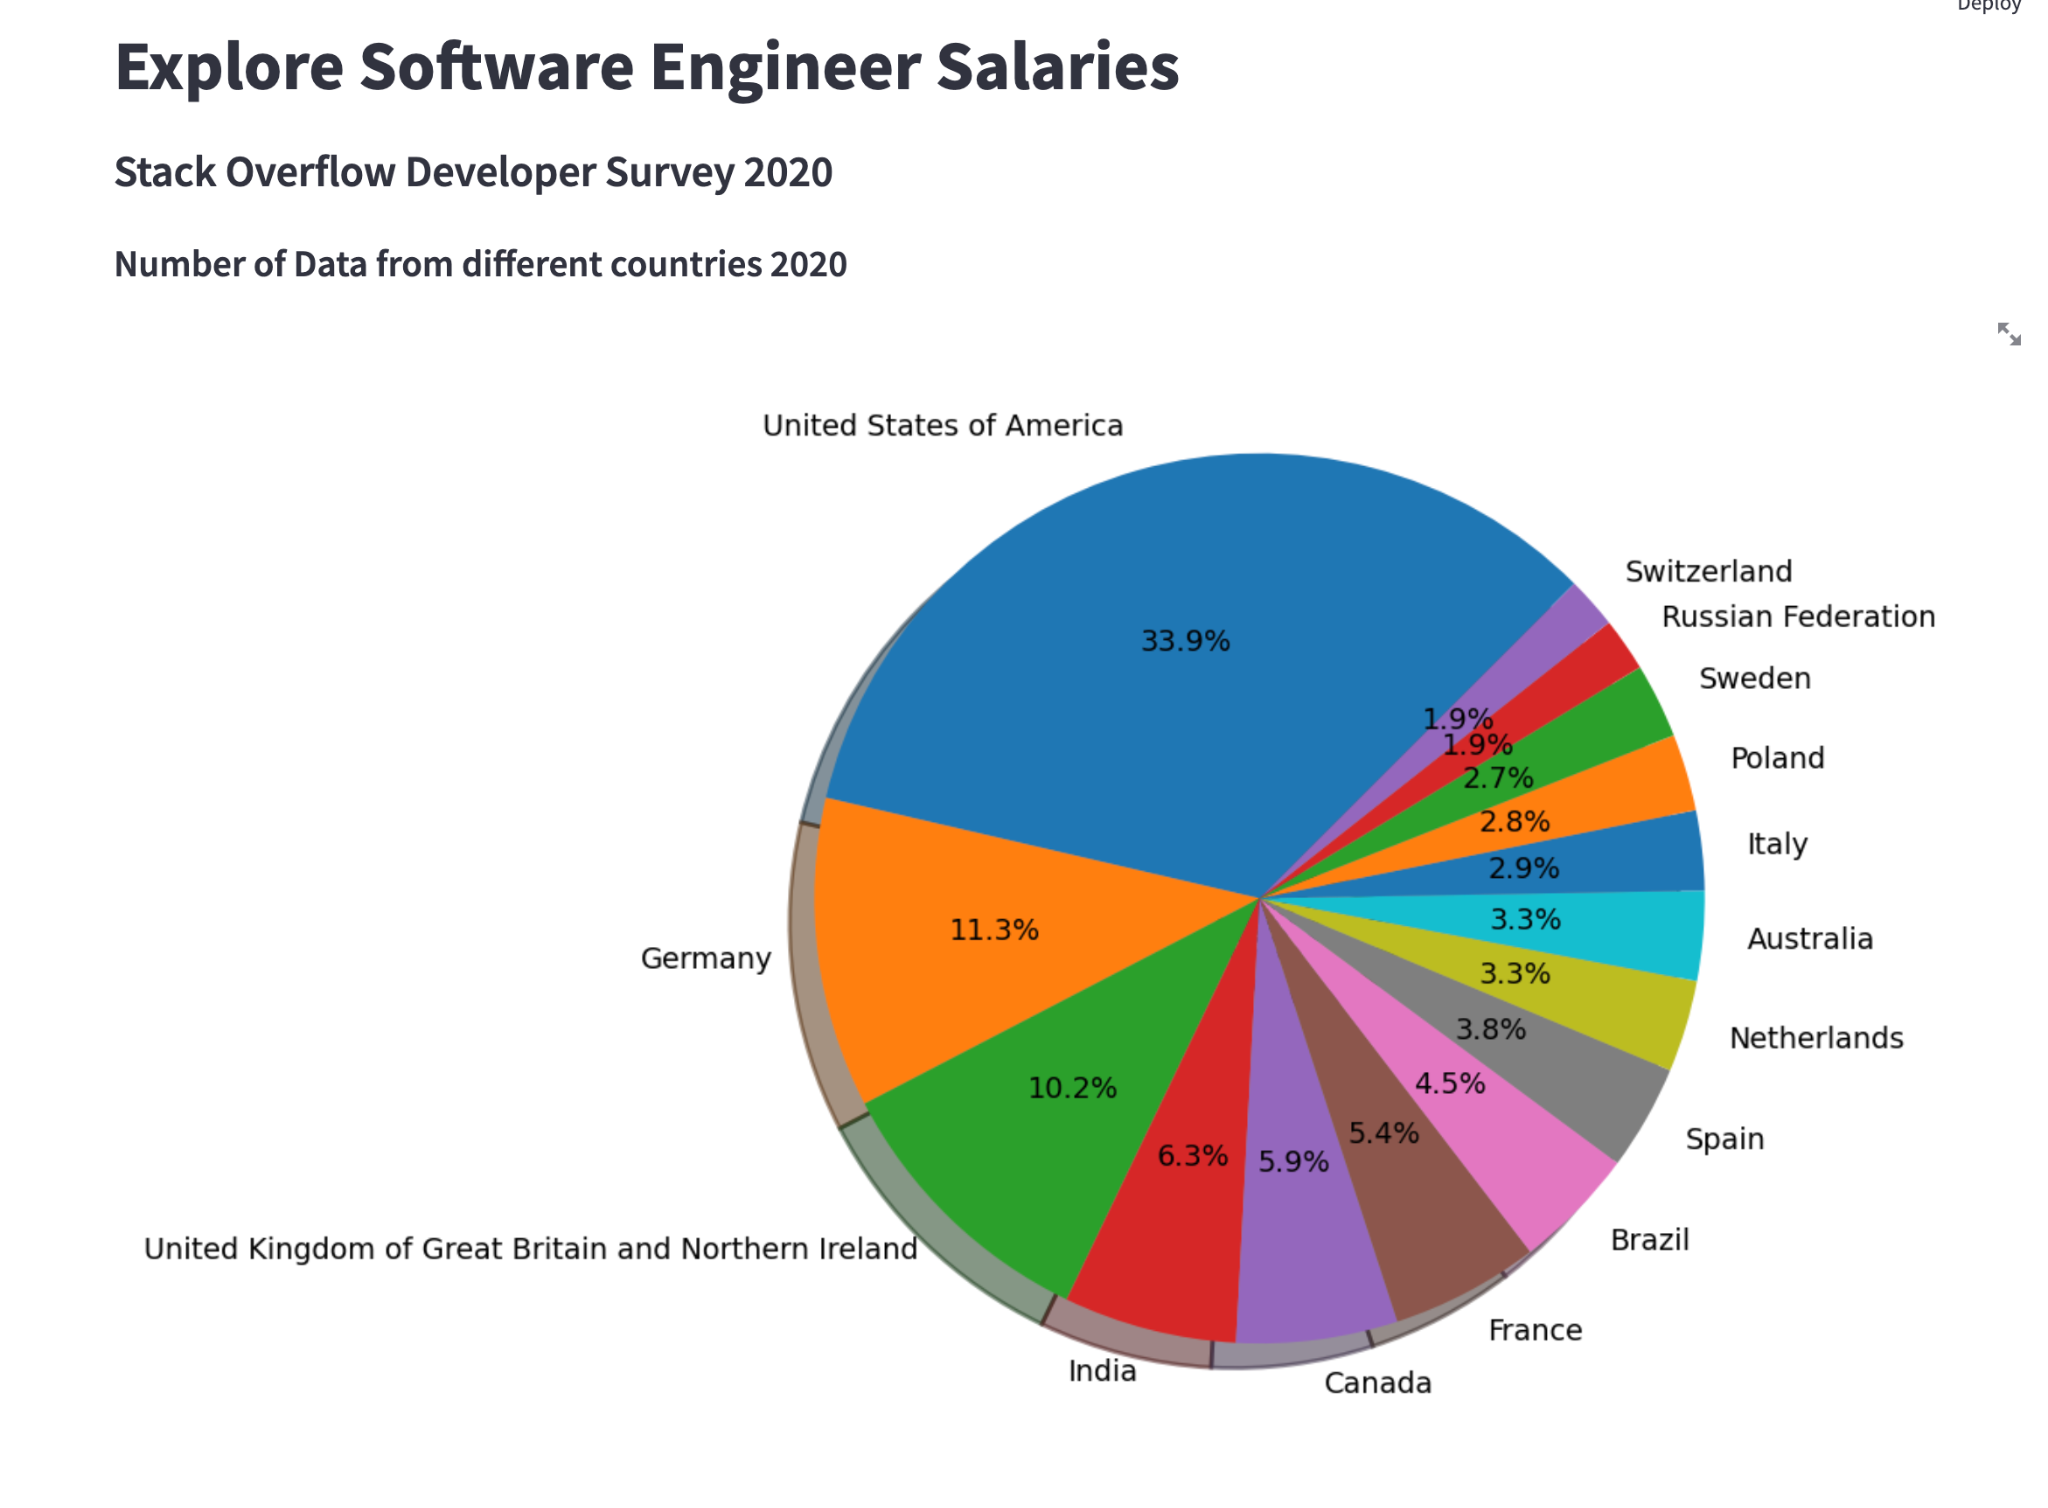 Deploy
Explore Software Engineer Salaries
Stack Overflow Developer Survey 2020
Number of Data from different countries 2020
United States of America
Switzerland
Russian Federation
33.9%
Sweden
1.9%
1.9%
Poland
2.7%
2.8%
Italy
2.9%
3.3%
11.3%
Australia
Germany
3.3%
3.8%
Netherlands
4.5%
10.2%
5.4%
Spain
6.3%
5.9%
Brazil
United Kingdom of Great Britain and Northern Ireland
France
India
Canada